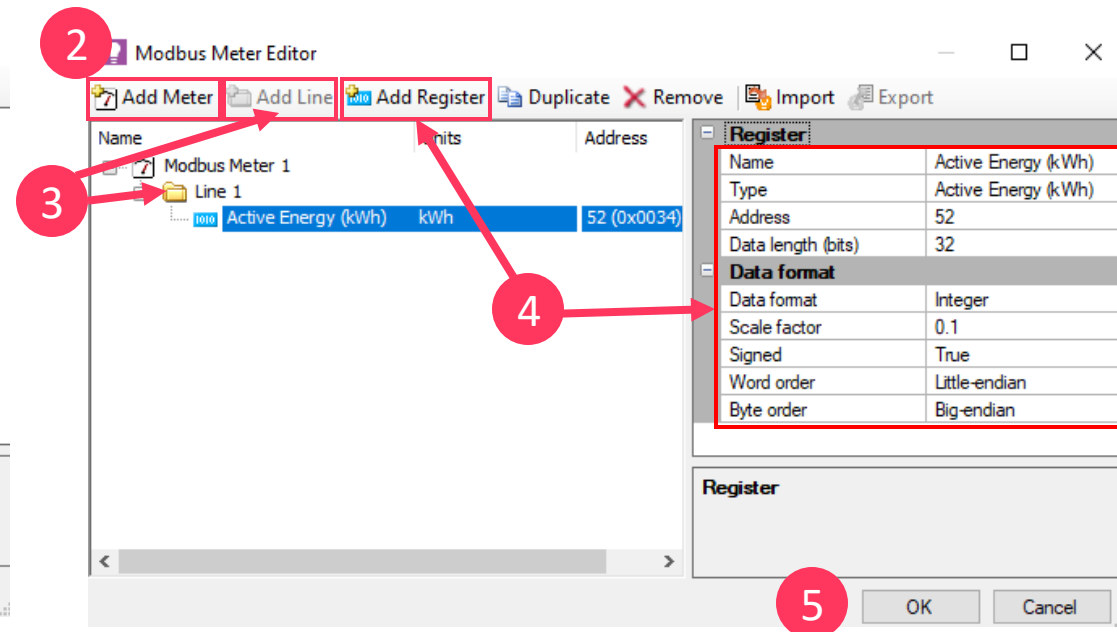 2
Modbus Meter Editor
Add Meter Add Line Add Register Duplicate Remove Import Export
Name Units Address
Modbus Meter 1
3
Line 1
Active Energy (kWh) kWh 52 (0x0034)
4
Register
Name Active Energy (kWh)
Type Active Energy (kWh)
Address 52
Data length (bits) 32
Data format
Data format Integer
Scale factor 0.1
Signed True
Word order Little-endian
Byte order Big-endian
Register
5
OK Cancel